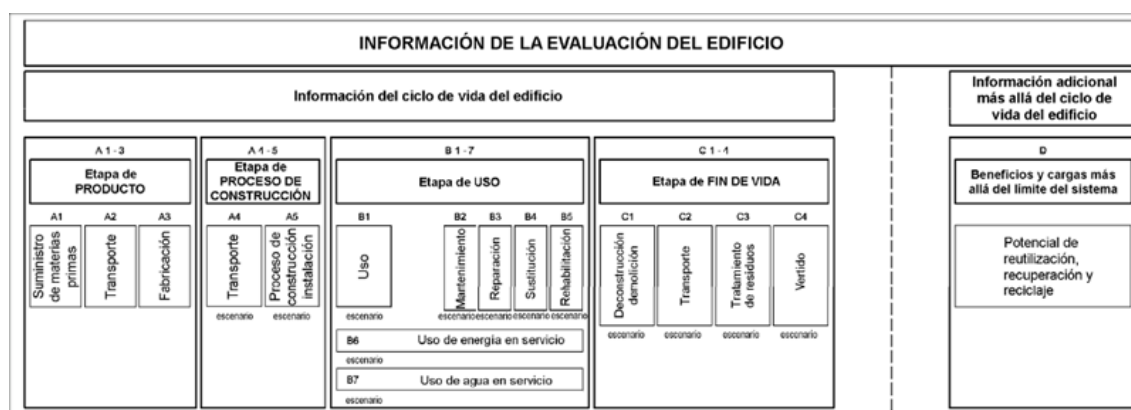 INFORMACIÓN DE LA EVALUACIÓN DEL EDIFICIO
Información del ciclo de vida del edificio
Información adicional
más allá del ciclo de
vida del edificio
A 1 - 3
Etapa de
PRODUCTO
A 4 - 5
Etapa de
PROCESO DE
CONSTRUCCIÓN
B 1 - 7
Etapa de USO
C 1 - 4
Etapa de FIN DE VIDA
D
Beneficios y cargas más
allá del límite del sistema
A1
A2
A3
A4
A5
B1
B2
B3
B4
B5
C1
C2
C3
C4
Suministro
de materias
primas
Transporte
Fabricación
Transporte
Proceso de
construcción
instalación
Uso
Mantenimiento
Reparación
Sustitución
Rehabilitación
Deconstrucción
demolición
Transporte
Tratamiento
de residuos
Vertido
Potencial de
reutilización,
recuperación y
reciclaje
escenario
escenario
escenario
escenario
escenario
escenario
escenario
escenario
escenario
escenario
escenario
B6 Uso de energía en servicio
escenario
B7 Uso de agua en servicio
escenario